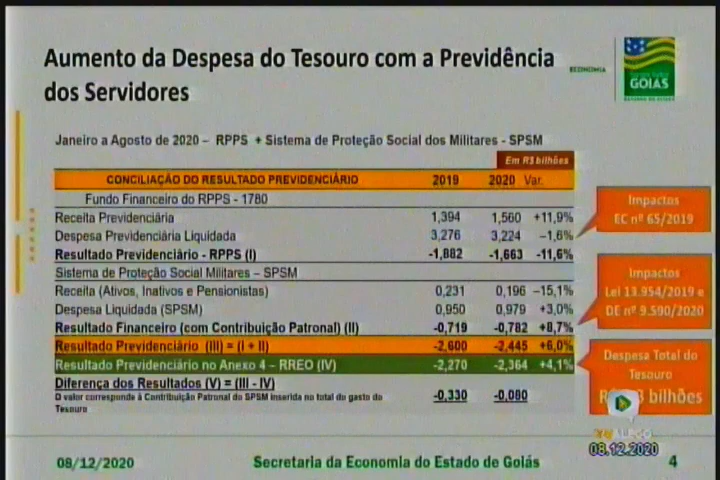 Aumento da Despesa do Tesouro com a Previdência
dos Servidores
ECONOMIA
GOIÁS
Janeiro a Agosto de 2020 – RPPS + Sistema de Proteção Social dos Militares - SPSM
Em R$ bilhões
CONCILIAÇÃO DO RESULTADO PREVIDENCIÁRIO 2019 2020 Var.
Fundo Financeiro do RPPS - 1780
Receita Previdenciária 1,394 1,560 +11,9%
Despesa Previdenciária Liquidada 3,276 3,224 –1,6%
Resultado Previdenciário - RPPS (I) -1,882 -1,663 -11,6%
Sistema de Proteção Social Militares – SPSM
Receita (Ativos, Inativos e Pensionistas) 0,231 0,196 –15,1%
Despesa Liquidada (SPSM) 0,950 0,979 +3,0%
Resultado Financeiro (com Contribuição Patronal) (II) -0,719 -0,782 +8,7%
Resultado Previdenciário (III) = (I + II) -2,600 -2,445 +6,0%
Resultado Previdenciário no Anexo 4 – RREO (IV) -2,270 -2,364 +4,1%
Diferença dos Resultados (V) = (III - IV) -0,330 -0,080
O valor corresponde à Contribuição Patronal do SPSM inserida no total do gasto do
Tesouro
Impactos
EC nº 65/2019
Impactos
Lei 13.954/2019 e
DE nº 9.590/2020
Despesa Total do
Tesouro
bilhões
08.12.2020
08/12/2020
Secretaria da Economia do Estado de Goiás
4